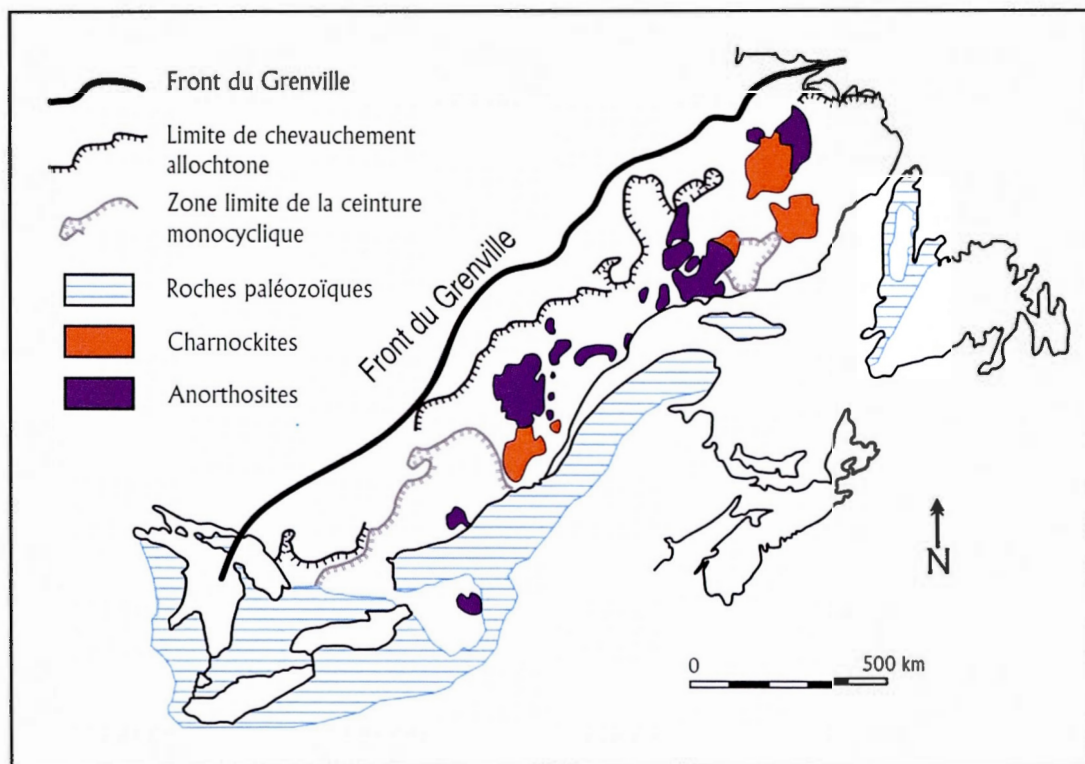 Front du Grenville
Limite de chevauchement
allochtone
Zone limite de la ceinture
monocyclique
Roches paléozoïques
Charnockites
Anorthosites
Front du Grenville
N
0 500 km